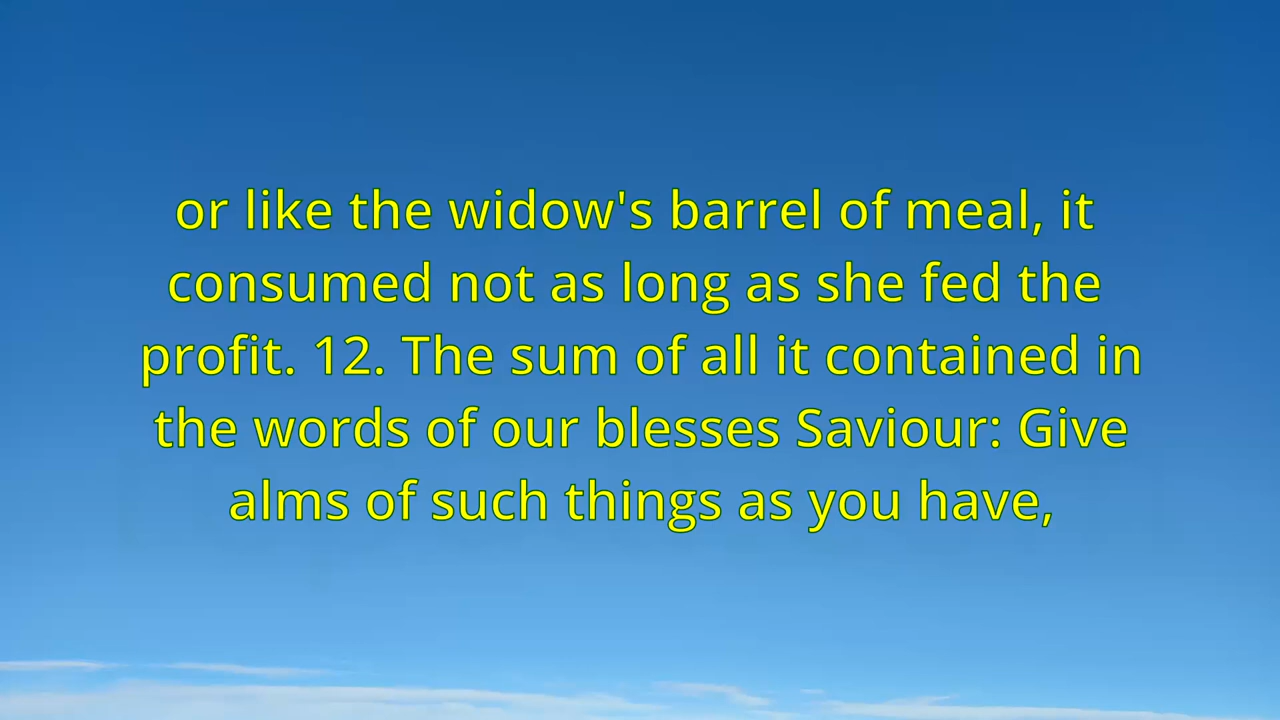 or like the widow's barrel of meal, it
consumed not as long as she fed the
profit. 12. The sum of all it contained in
the words of our blesses Saviour: Give
alms of such things as you have,